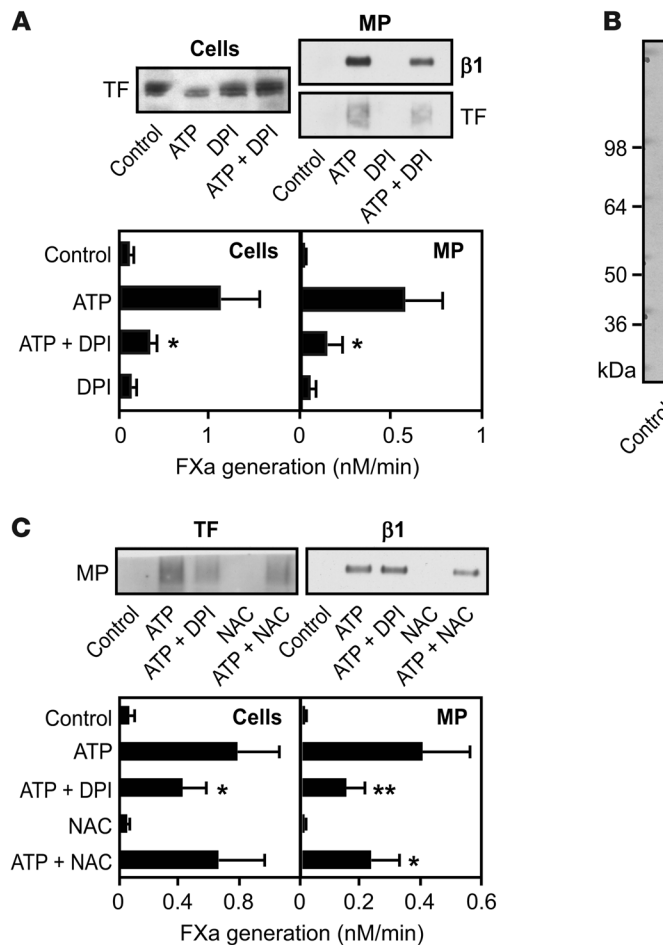 A
Cells
MP
TF
β1
TF
Control
ATP
DPI
ATP + DPI
Control
ATP
DPI
ATP + DPI
Cells
MP
Control
ATP
ATP + DPI *
*
DPI
0 1
0 0.5 1
FXa generation (nM/min)
B
98
64
50
36
kDa
Control
C
TF
β1
MP
Control
ATP
ATP + DPI
NAC
ATP + NAC
Control
ATP
ATP + DPI
NAC
ATP + NAC
Cells
MP
Control
ATP
ATP + DPI *
**
NAC
ATP + NAC
*
0 0.4 0.8
0 0.2 0.4 0.6
FXa generation (nM/min)